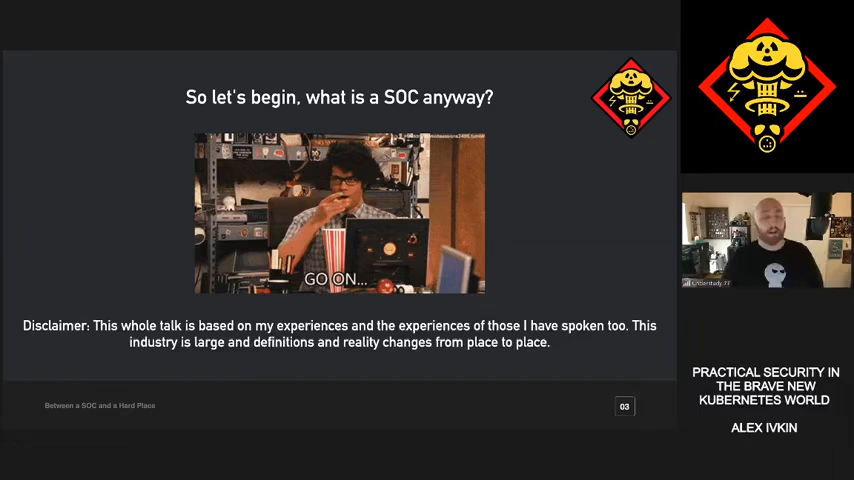 So let's begin, what is a SOC anyway?
GO ON...
Disclaimer: This whole talk is based on my experiences and the experiences of those I have spoken too. This
industry is large and definitions and reality changes from place to place.
Between a SOC and a Hard Place
03
Understudy 77
PRACTICAL SECURITY IN
THE BRAVE NEW
KUBERNETES WORLD
ALEX IVKIN